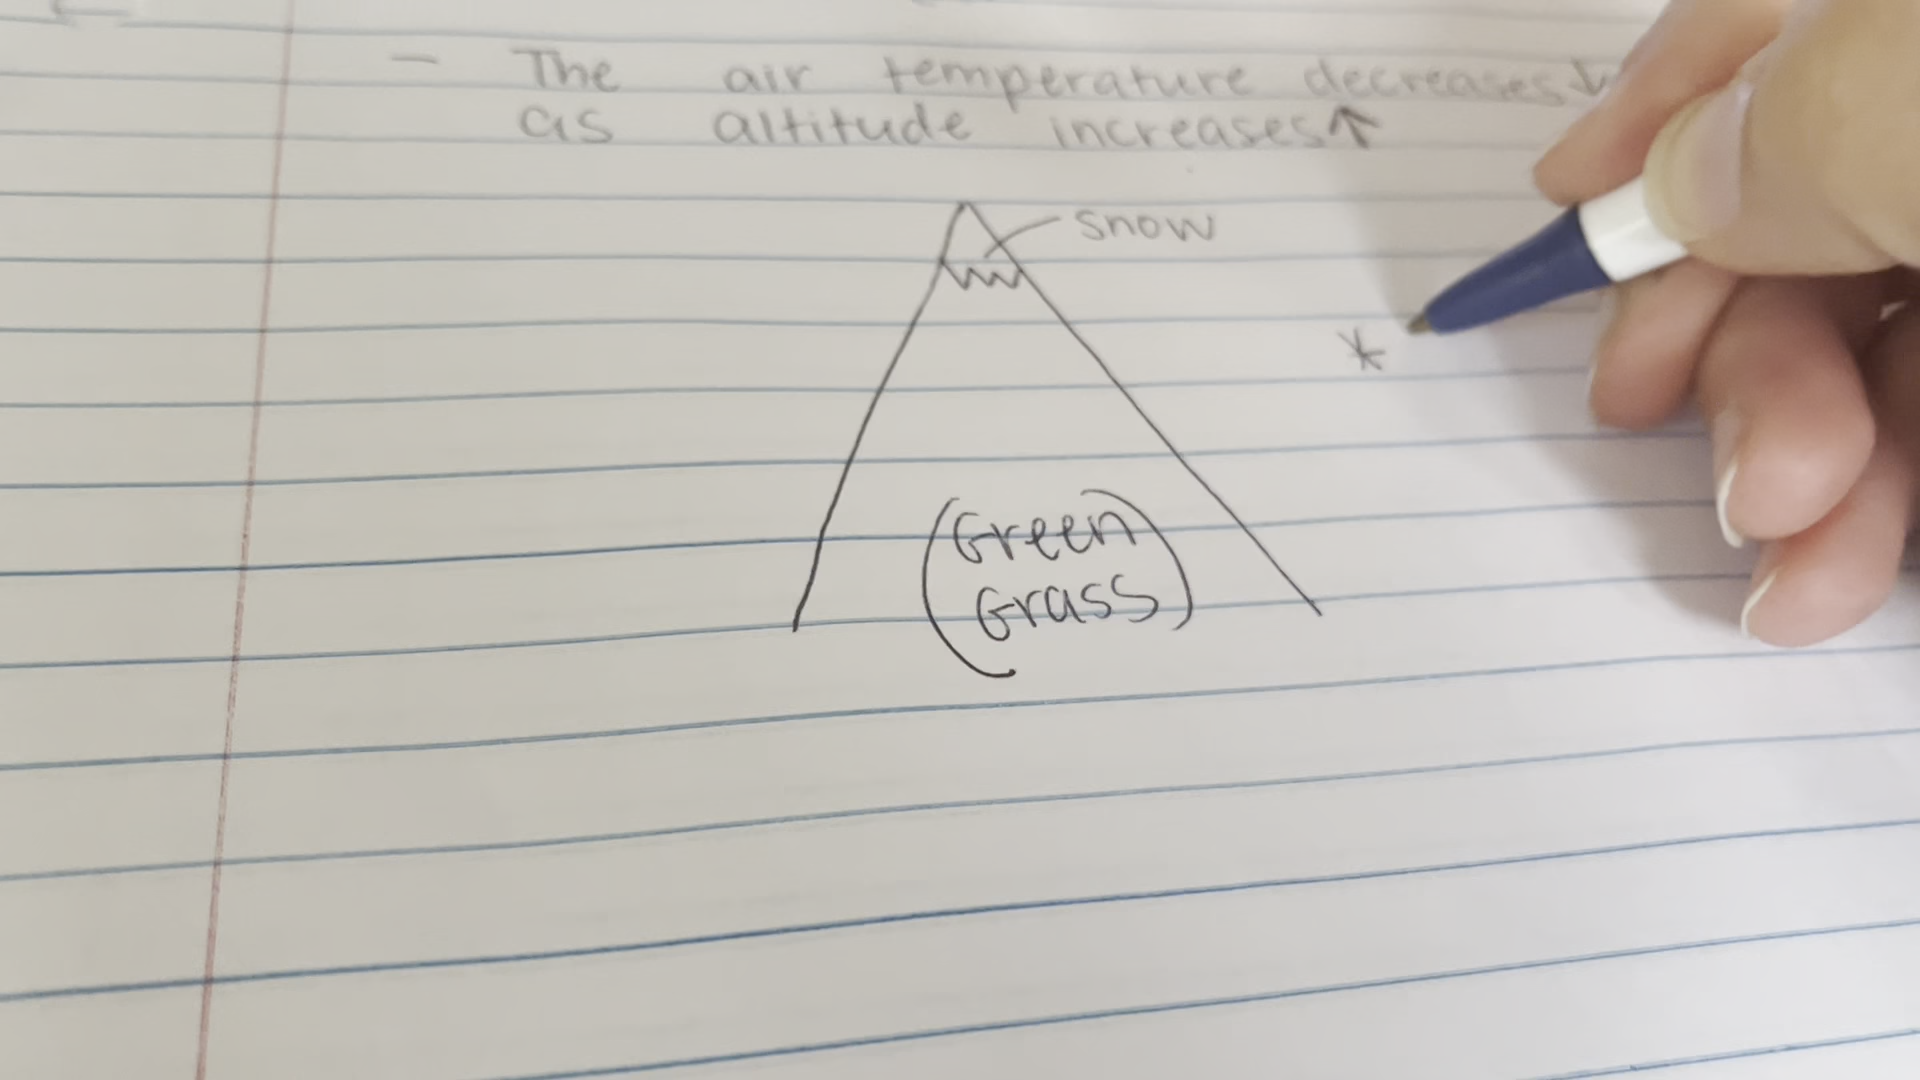 - The air temperature decreases↓
as altitude increases↑
snow
*
(Green
Grass)